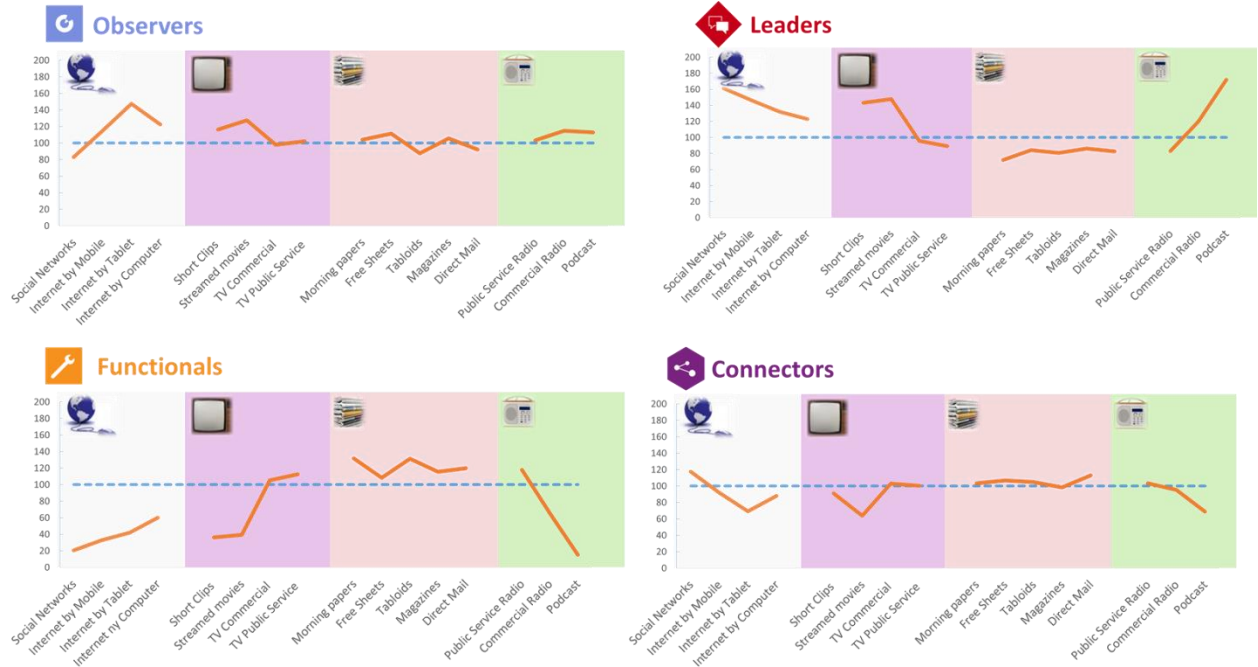 Observers
200
180
160
140
120
100
80
60
40
20
0
Social Networks
Internet by Mobile
Internet by Tablet
Internet by Computer
Short Clips
Streamed movies
TV Commercial
TV Public Service
Morning papers
Free Sheets
Tabloids
Magazines
Direct Mail
Public Service Radio
Commercial Radio
Podcast
Leaders
200
180
160
140
120
100
80
60
40
20
0
Social Networks
Internet by Mobile
Internet by Tablet
Internet by Computer
Short Clips
Streamed movies
TV Commercial
TV Public Service
Morning papers
Free Sheets
Tabloids
Magazines
Direct Mail
Public Service Radio
Commercial Radio
Podcast
Functionals
200
180
160
140
120
100
80
60
40
20
0
Social Networks
Internet by Mobile
Internet by Tablet
Internet ny Computer
Short Clips
Streamed movies
TV Commercial
TV Public Service
Morning papers
Free Sheets
Tabloids
Magazines
Direct Mail
Public Service Radio
Commercial Radio
Podcast
Connectors
200
180
160
140
120
100
80
60
40
20
0
Social Networks
Internet by Mobile
Internet by Tablet
Internet by Computer
Short Clips
Streamed movies
TV Commercial
TV Public Service
Morning papers
Free Sheets
Tabloids
Magazines
Direct Mail
Public Service Radio
Commercial Radio
Podcast